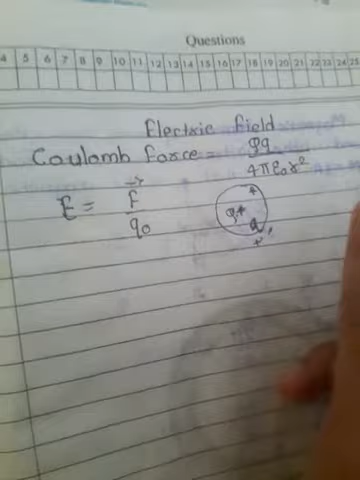 Questions
4 5 6 7 8 9 10 11 12 13 14 15 16 17 18 19 20 21 22 23 24 25
Electric field
Coulomb force = Qq
4πε₀r²
E = F⃗
q₀
+
Q+
q,
+